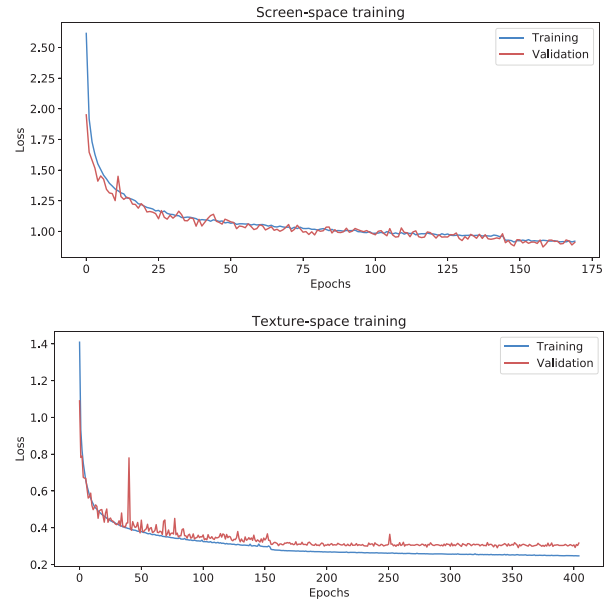 Screen-space training
2.50
2.25
2.00
1.75
1.50
1.25
1.00
Loss
Training
Validation
0 25 50 75 100 125 150 175
Epochs
Texture-space training
1.4
1.2
1.0
0.8
0.6
0.4
0.2
Loss
Training
Validation
0 50 100 150 200 250 300 350 400
Epochs